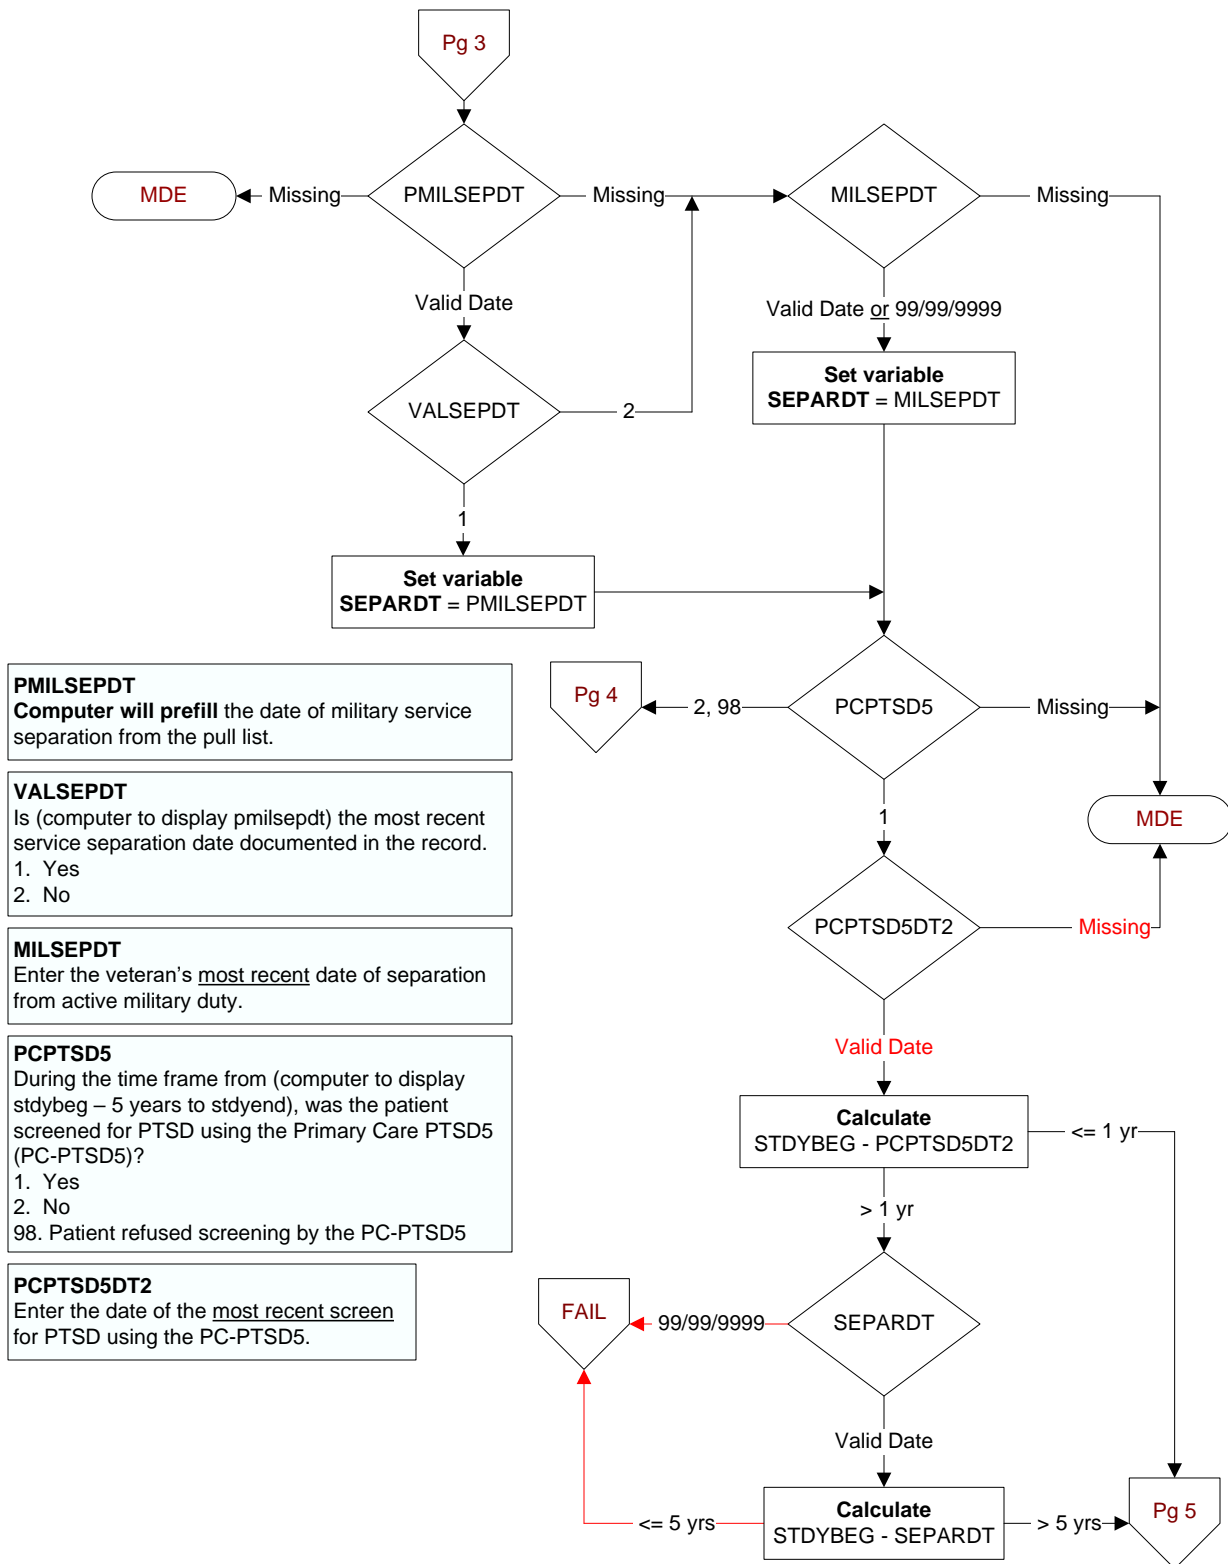 Pg 3
MDE
Missing
PMILSEPDT
Missing
MILSEPDT
Missing
Valid Date
Valid Date or 99/99/9999
Set variable
SEPARDT = MILSEPDT
VALSEPDT
2
1
Set variable
SEPARDT = PMILSEPDT
Pg 4
2, 98
PCPTSD5
Missing
MDE
1
PCPTSD5DT2
Missing
Valid Date
Calculate
STDYBEG - PCPTSD5DT2
<= 1 yr
> 1 yr
FAIL
99/99/9999
SEPARDT
Valid Date
<= 5 yrs
Calculate
STDYBEG - SEPARDT
> 5 yrs
Pg 5
PMILSEPDT
Computer will prefill the date of military service
separation from the pull list.
VALSEPDT
Is (computer to display pmilsepdt) the most recent
service separation date documented in the record.
1. Yes
2. No
MILSEPDT
Enter the veteran's most recent date of separation
from active military duty.
PCPTSD5
During the time frame from (computer to display
stdybeg – 5 years to stdyend), was the patient
screened for PTSD using the Primary Care PTSD5
(PC-PTSD5)?
1. Yes
2. No
98. Patient refused screening by the PC-PTSD5
PCPTSD5DT2
Enter the date of the most recent screen
for PTSD using the PC-PTSD5.